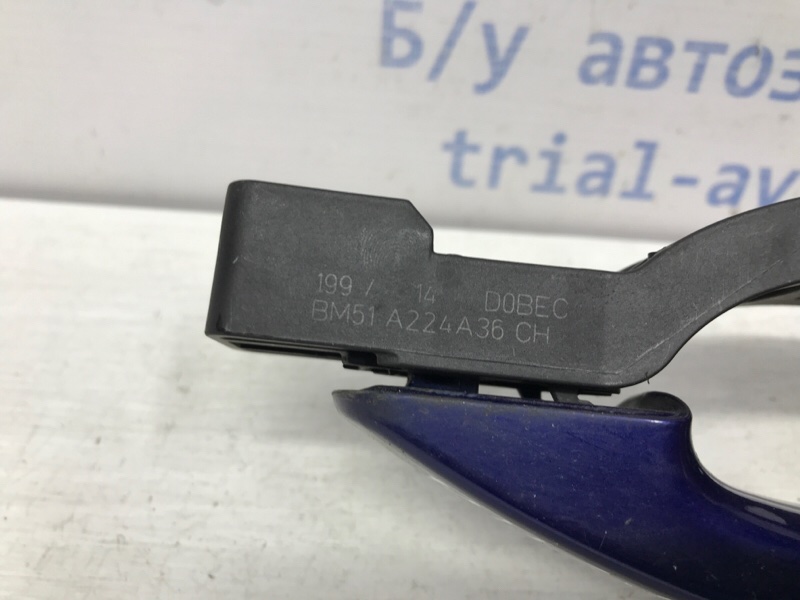 Б/у автоз
trial-av
199 / 14 D0BEC
BM51 A224A36 CH